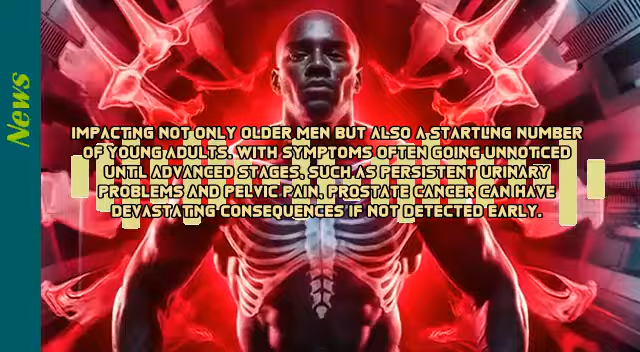 News
IMPACTING NOT ONLY OLDER MEN BUT ALSO A STARTLING NUMBER
OF YOUNG ADULTS. WITH SYMPTOMS OFTEN GOING UNNOTICED
UNTIL ADVANCED STAGES, SUCH AS PERSISTENT URINARY
PROBLEMS AND PELVIC PAIN, PROSTATE CANCER CAN HAVE
DEVASTATING CONSEQUENCES IF NOT DETECTED EARLY.